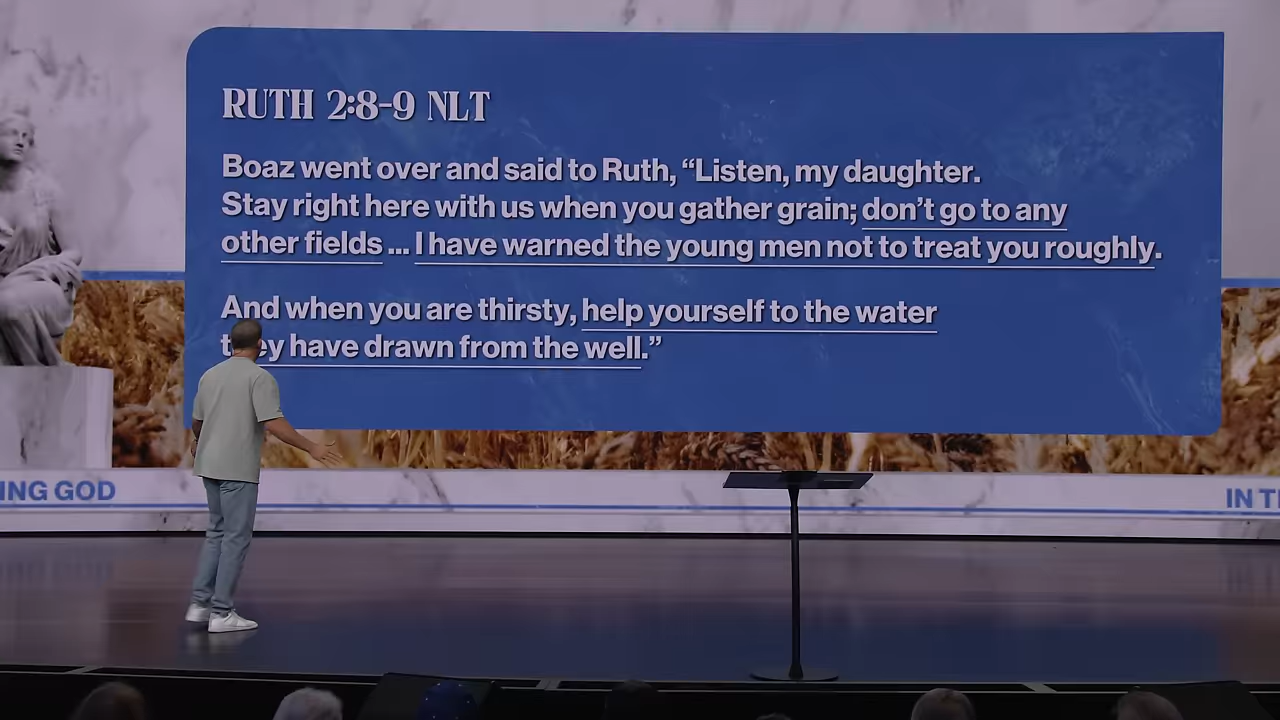 RUTH 2:8-9 NLT
Boaz went over and said to Ruth, “Listen, my daughter.
Stay right here with us when you gather grain; don’t go to any
other fields ... I have warned the young men not to treat you roughly.
And when you are thirsty, help yourself to the water
they have drawn from the well.”
ING GOD
IN T